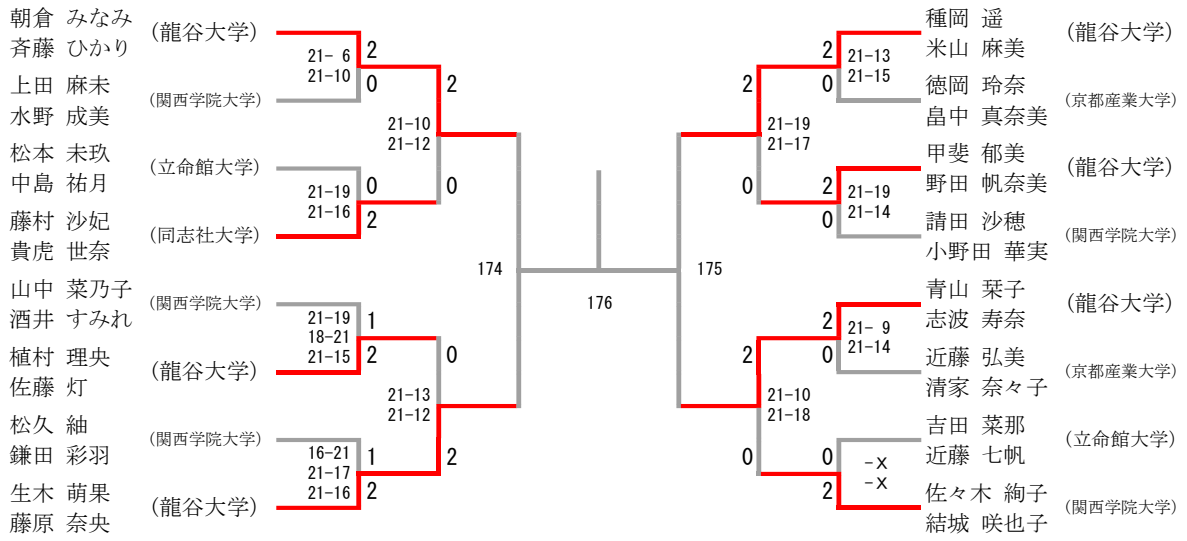 朝倉 みなみ
斉藤 ひかり
(龍谷大学)
21- 6
21-10
2
0
上田 麻未
水野 成美
(関西学院大学)
2
21-10
21-12
0
松本 未玖
中島 祐月
(立命館大学)
21-19
21-16
0
2
藤村 沙妃
貴虎 世奈
(同志社大学)
174
山中 菜乃子
酒井 すみれ
(関西学院大学)
21-19
18-21
21-15
1
2
植村 理央
佐藤 灯
(龍谷大学)
0
21-13
21-12
2
松久 紬
鎌田 彩羽
(関西学院大学)
16-21
21-17
21-16
1
2
生木 萌果
藤原 奈央
(龍谷大学)
176
種岡 遥
米山 麻美
(龍谷大学)
2
0
21-13
21-15
徳岡 玲奈
畠中 真奈美
(京都産業大学)
2
21-19
21-17
0
甲斐 郁美
野田 帆奈美
(龍谷大学)
2
0
21-19
21-14
請田 沙穂
小野田 華実
(関西学院大学)
175
青山 栞子
志波 寿奈
(龍谷大学)
2
0
21- 9
21-14
近藤 弘美
清家 奈々子
(京都産業大学)
2
21-10
21-18
0
吉田 菜那
近藤 七帆
(立命館大学)
0
2
-X
-X
佐々木 絢子
結城 咲也子
(関西学院大学)